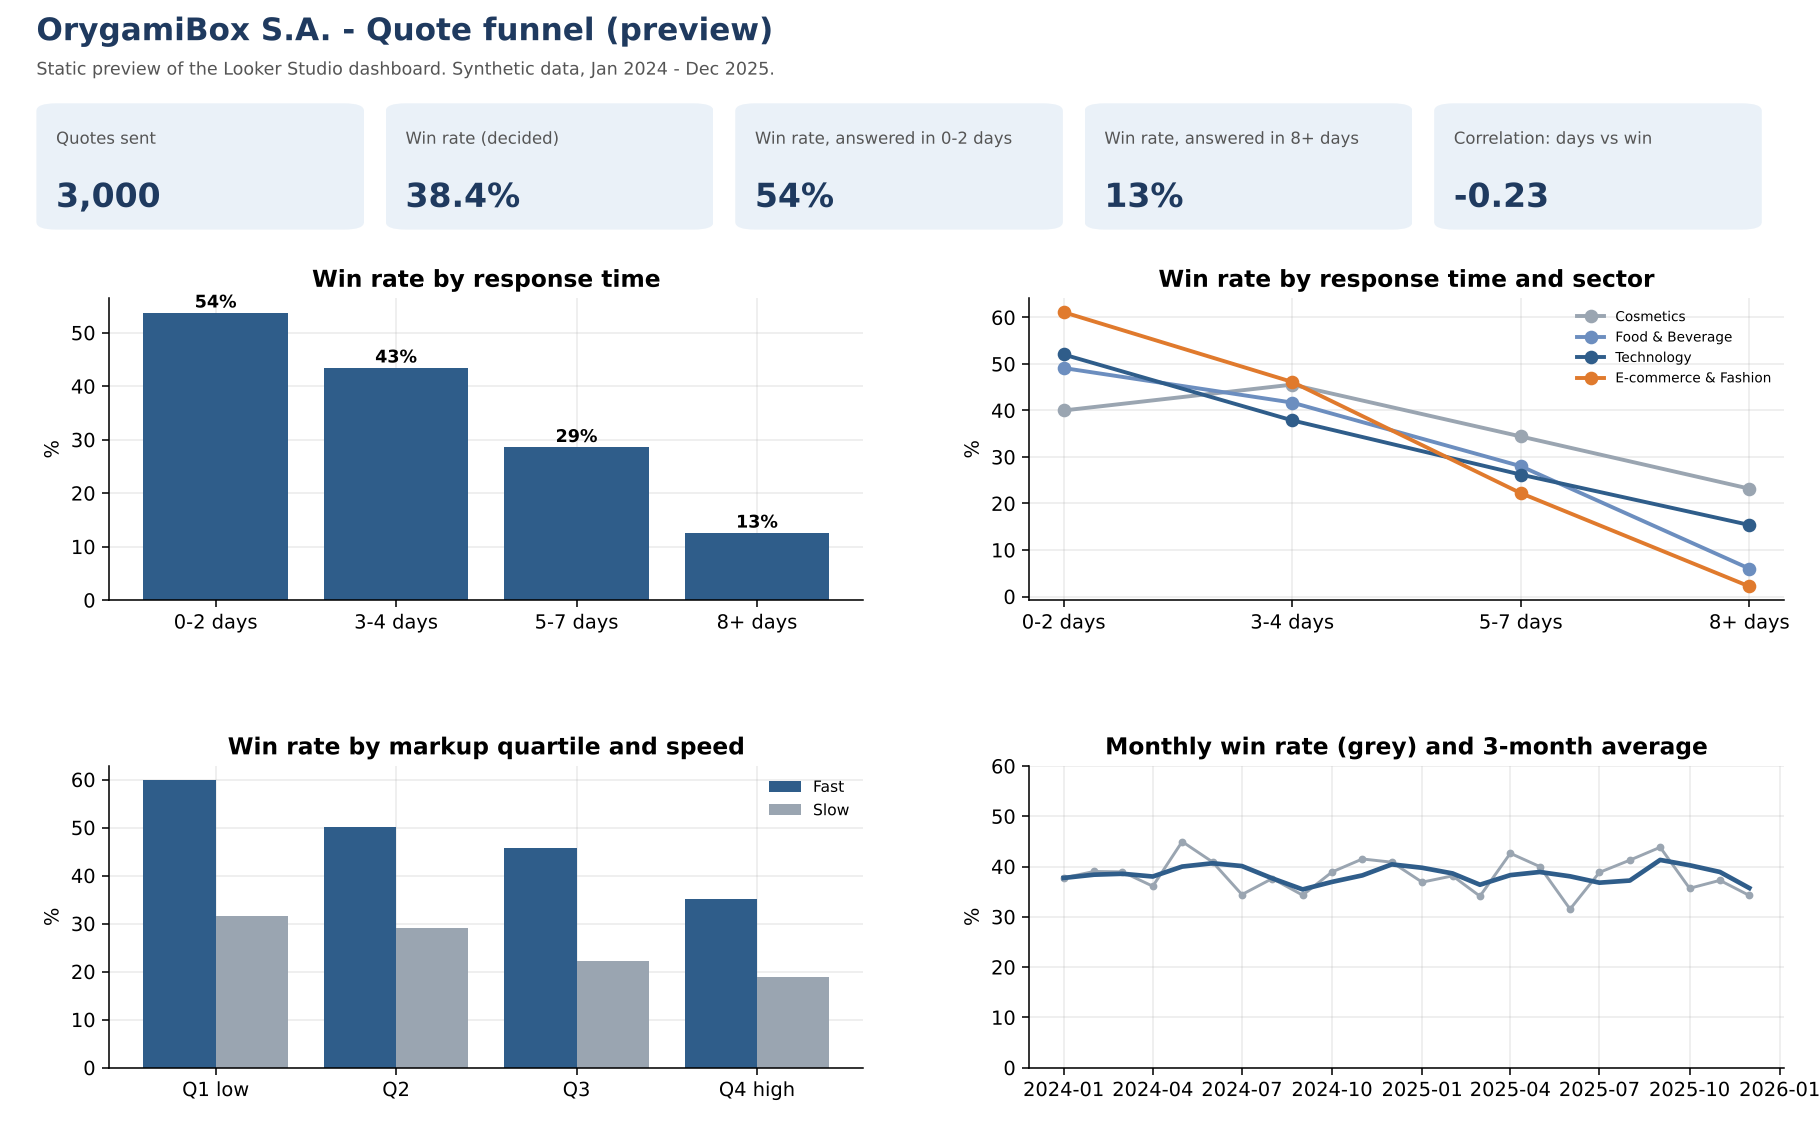 OrygamiBox S.A. - Quote funnel (preview)
Static preview of the Looker Studio dashboard. Synthetic data, Jan 2024 - Dec 2025.
Quotes sent
3,000
Win rate (decided)
38.4%
Win rate, answered in 0-2 days
54%
Win rate, answered in 8+ days
13%
Correlation: days vs win
-0.23
Win rate by response time
54%
43%
29%
13%
50
40
30
20
10
0
%
0-2 days 3-4 days 5-7 days 8+ days
Win rate by response time and sector
Cosmetics
Food & Beverage
Technology
E-commerce & Fashion
60
50
40
30
20
10
0
%
0-2 days 3-4 days 5-7 days 8+ days
Win rate by markup quartile and speed
Fast
Slow
60
50
40
30
20
10
0
%
Q1 low Q2 Q3 Q4 high
Monthly win rate (grey) and 3-month average
60
50
40
30
20
10
0
%
2024-01 2024-04 2024-07 2024-10 2025-01 2025-04 2025-07 2025-10 2026-01